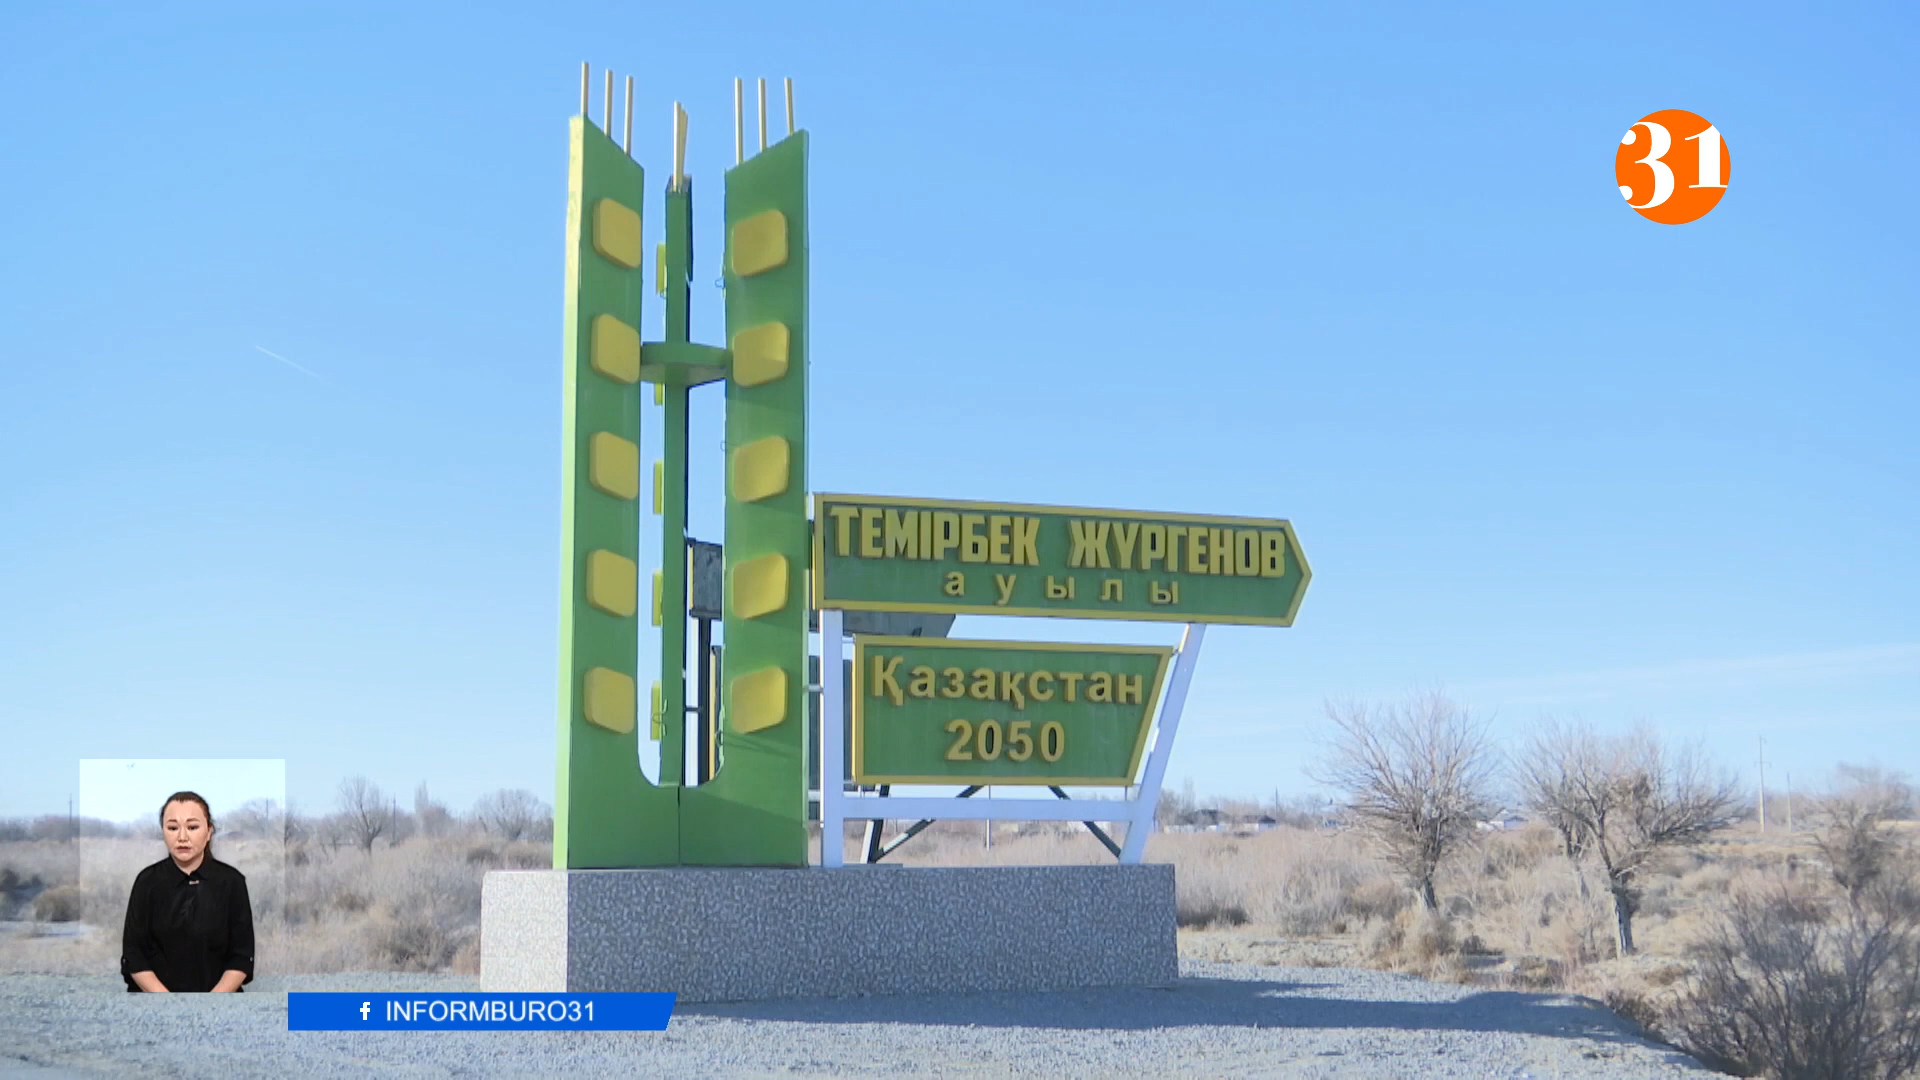 31
ТЕМІРБЕК ЖҮРГЕНОВ
ауылы
Қазақстан
2050
f INFORMBURO31